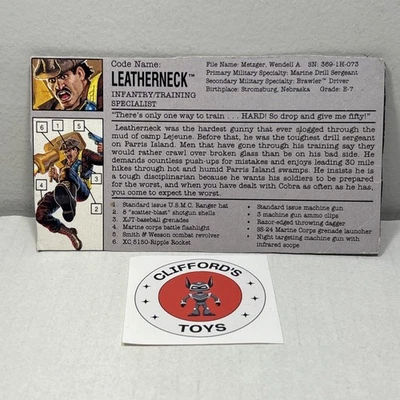 Code Name:
LEATHERNECK™
INFANTRY/TRAINING
SPECIALIST
File Name: Metzger, Wendell A. SN: 369-1H-073
Primary Military Specialty: Marine Drill Sergeant
Secondary Military Specialty: Brawler™ Driver
Birthplace: Stromsburg, Nebraska Grade: E-7
"There's only one way to train . . . HARD! So drop and give me fifty!"
Leatherneck was the hardest gunny that ever slogged through the
mud of camp Lejeune. Before that, he was the toughest drill sergeant
on Parris Island. Men that have gone through his training say they
would rather crawl over broken glass than be on his bad side. He
demands countless push-ups for mistakes and enjoys leading 30 mile
hikes through hot and humid Parris Island swamps. He insists he is
a tough disciplinarian because he wants his soldiers to be prepared
for the worst, and when you have dealt with Cobra as often as he has,
you come to expect the worst.
6 1 5
4
3
2
1. Standard issue U.S.M.C. Ranger hat
2. 5 "scatter-blast" shotgun shells
3. XJT-baseball grenades
4. Marine corps battle flashlight
5. Smith & Wesson combat revolver
6. XC 5150-Ripple Rocket
• Standard issue machine gun
• 3 machine gun ammo clips
• Razor-edged throwing dagger
• SS-24 Marine Corps grenade launcher
• Night targeting machine gun with
infrared scope
CLIFFORD'S
TOYS